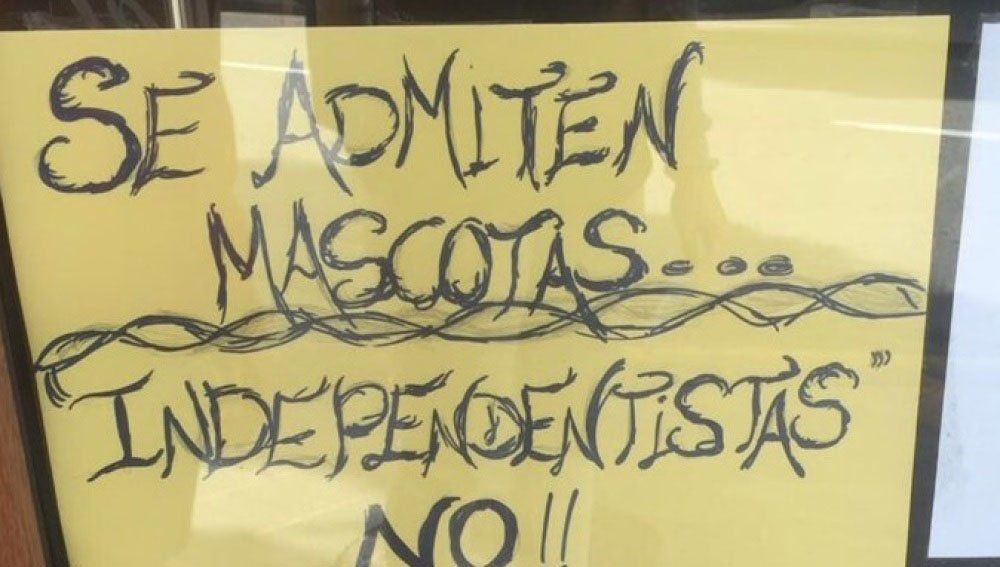 SE ADMITEN
MASCOTAS...
"INDEPENDENTISTAS"
NO!!